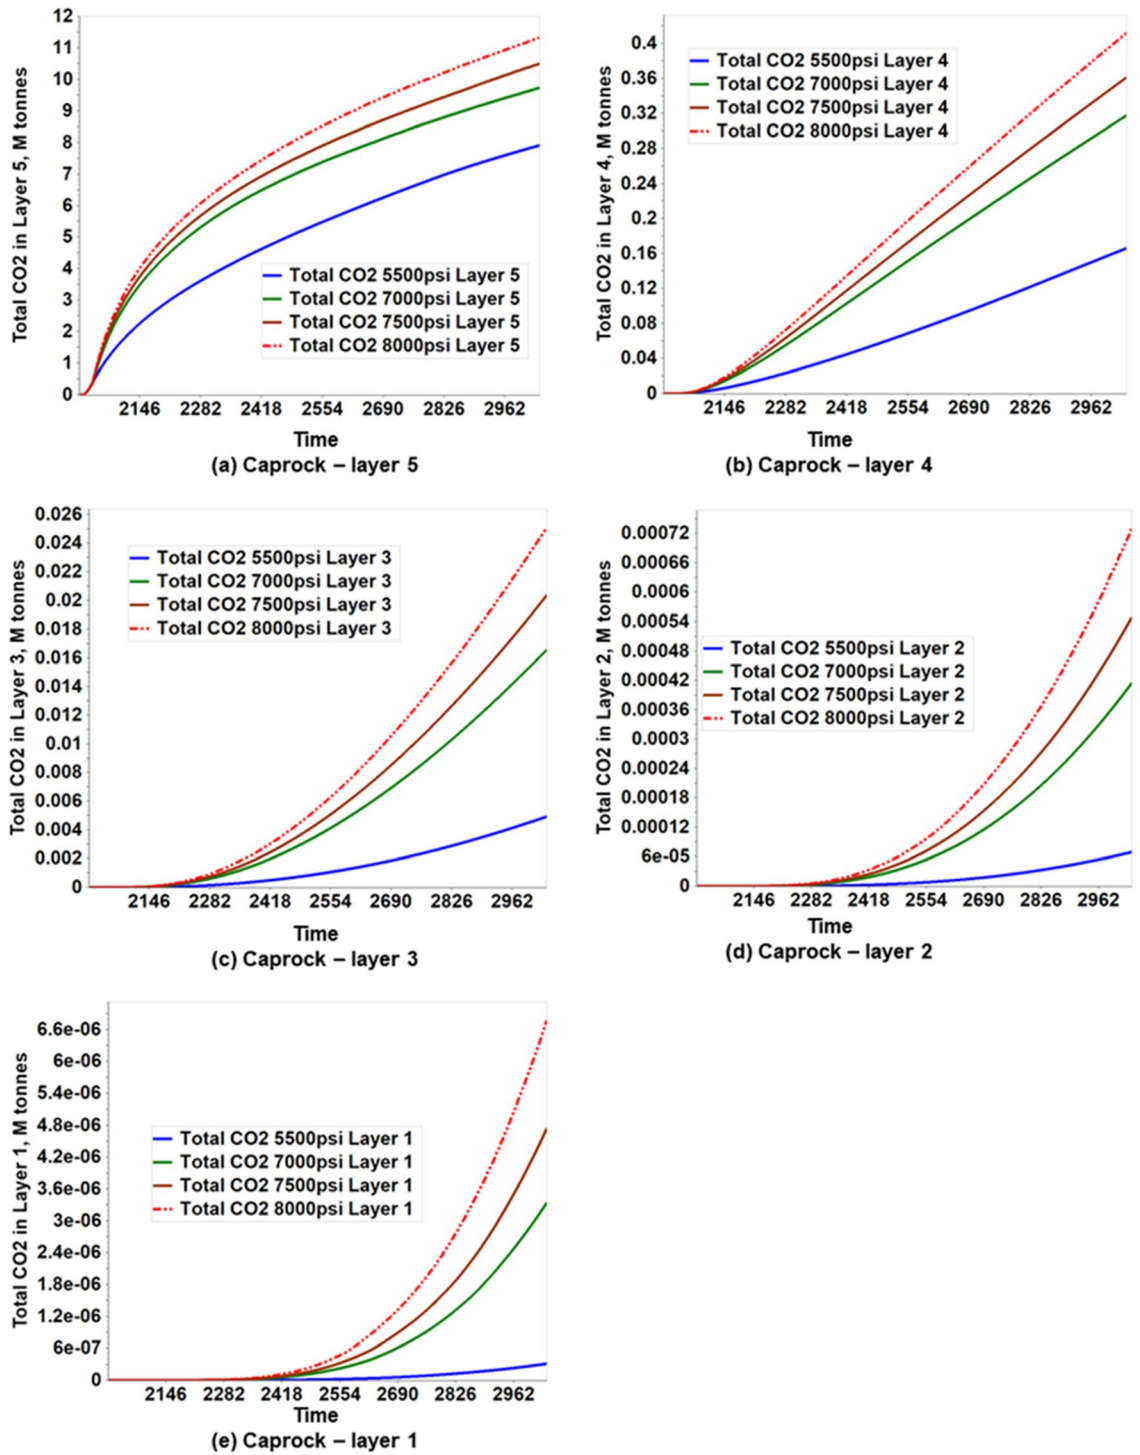 Total CO2 in Layer 5, M tonnes
12
11
10
9
8
7
6
5
4
3
2
1
0
Total CO2 5500psi Layer 5
Total CO2 7000psi Layer 5
Total CO2 7500psi Layer 5
Total CO2 8000psi Layer 5
2146 2282 2418 2554 2690 2826 2962
Time
(a) Caprock – layer 5
Total CO2 in Layer 4, M tonnes
0.4
0.36
0.32
0.28
0.24
0.2
0.16
0.12
0.08
0.04
0
Total CO2 5500psi Layer 4
Total CO2 7000psi Layer 4
Total CO2 7500psi Layer 4
Total CO2 8000psi Layer 4
2146 2282 2418 2554 2690 2826 2962
Time
(b) Caprock – layer 4
Total CO2 in Layer 3, M tonnes
0.026
0.024
0.022
0.02
0.018
0.016
0.014
0.012
0.01
0.008
0.006
0.004
0.002
0
Total CO2 5500psi Layer 3
Total CO2 7000psi Layer 3
Total CO2 7500psi Layer 3
Total CO2 8000psi Layer 3
2146 2282 2418 2554 2690 2826 2962
Time
(c) Caprock – layer 3
Total CO2 in Layer 2, M tonnes
0.00072
0.00066
0.0006
0.00054
0.00048
0.00042
0.00036
0.0003
0.00024
0.00018
0.00012
6e-05
0
Total CO2 5500psi Layer 2
Total CO2 7000psi Layer 2
Total CO2 7500psi Layer 2
Total CO2 8000psi Layer 2
2146 2282 2418 2554 2690 2826 2962
Time
(d) Caprock – layer 2
Total CO2 in Layer 1, M tonnes
6.6e-06
6e-06
5.4e-06
4.8e-06
4.2e-06
3.6e-06
3e-06
2.4e-06
1.8e-06
1.2e-06
6e-07
0
Total CO2 5500psi Layer 1
Total CO2 7000psi Layer 1
Total CO2 7500psi Layer 1
Total CO2 8000psi Layer 1
2146 2282 2418 2554 2690 2826 2962
Time
(e) Caprock – layer 1